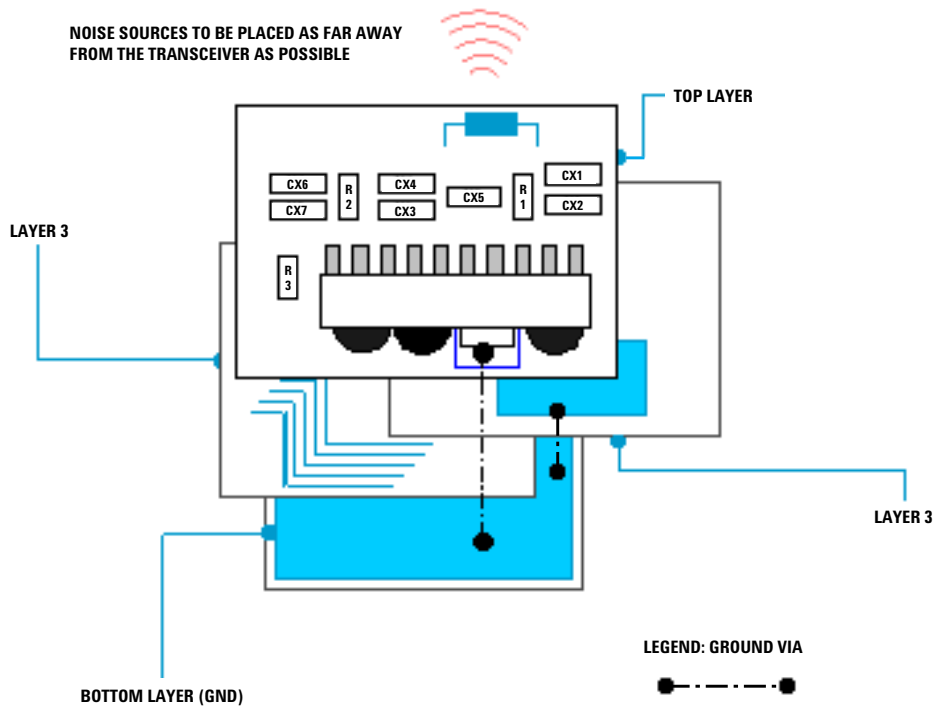 NOISE SOURCES TO BE PLACED AS FAR AWAY
FROM THE TRANSCEIVER AS POSSIBLE
TOP LAYER
CX6
CX7
R
2
CX4
CX3
CX5
R
1
CX1
CX2
LAYER 3
R
3
LAYER 3
LEGEND: GROUND VIA
BOTTOM LAYER (GND)